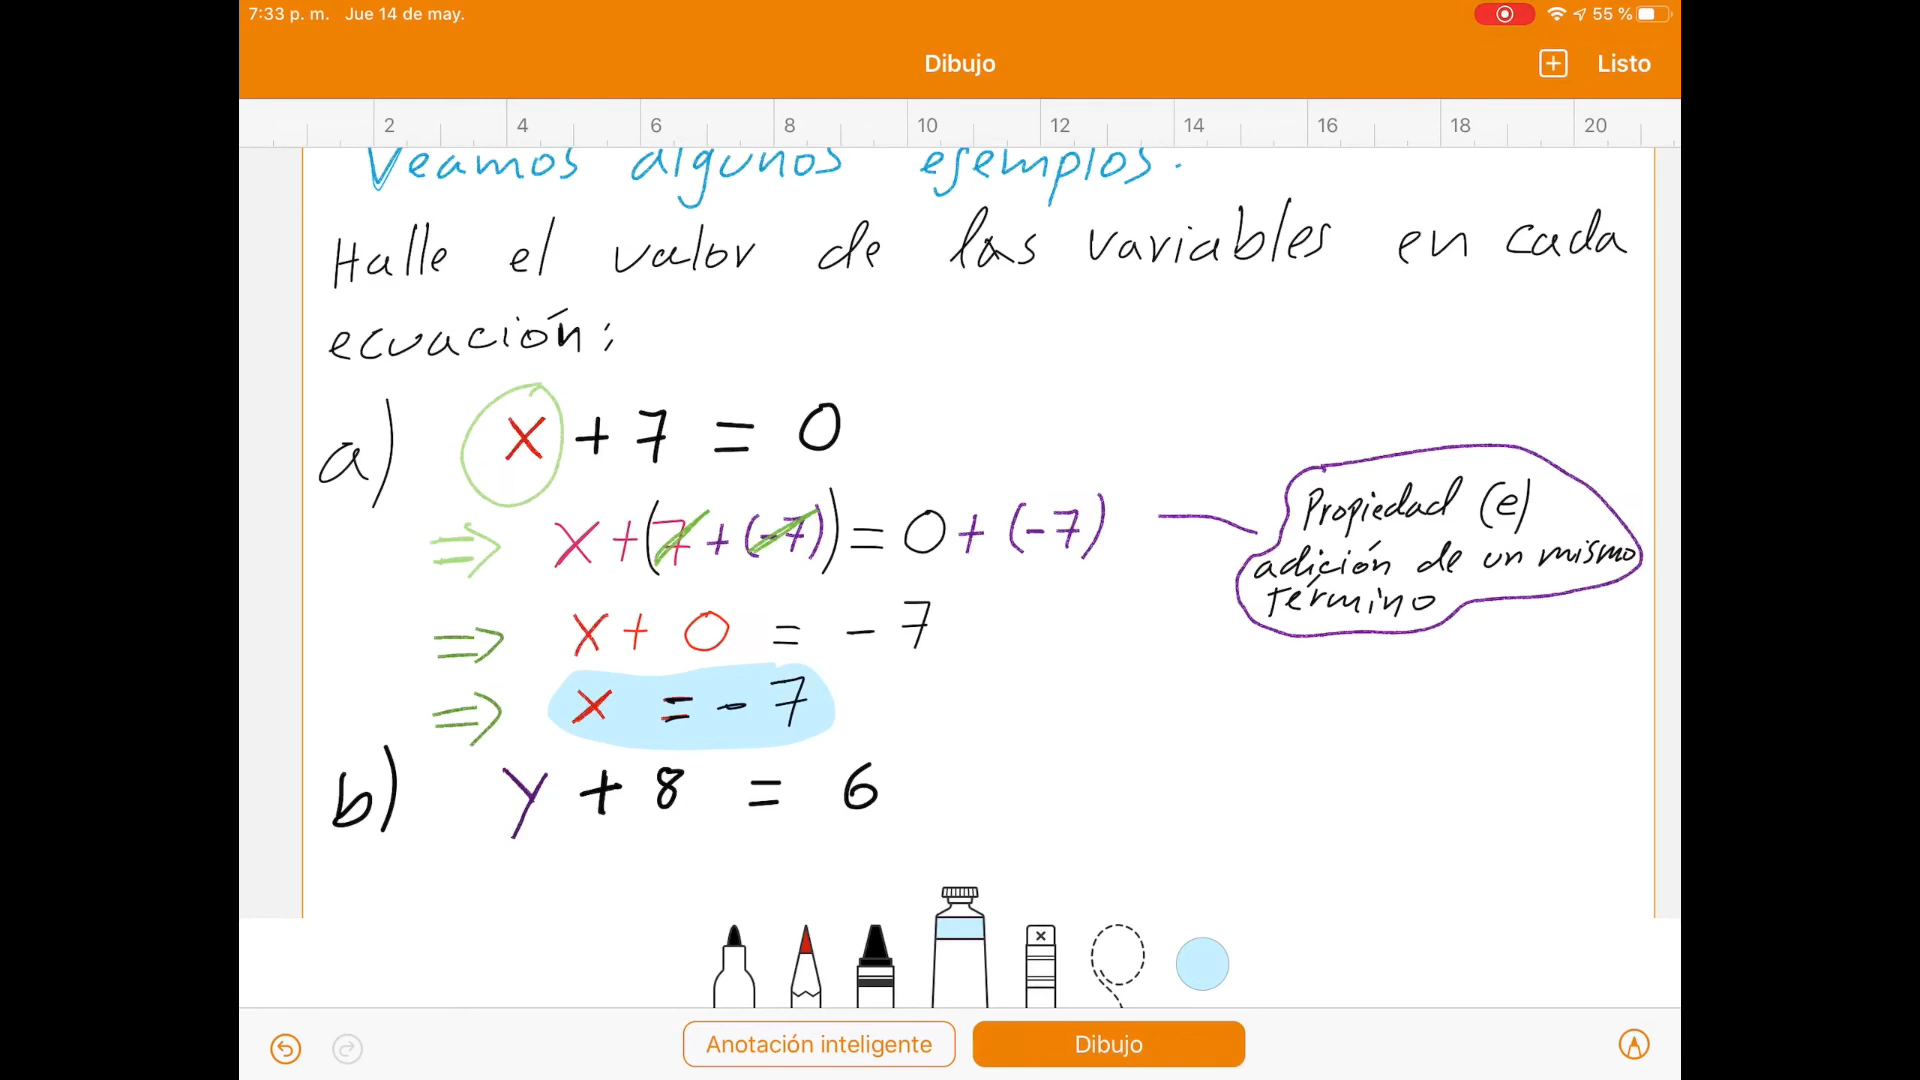 7:33 p. m. Jue 14 de may.
55 %
Dibujo
Listo
2 4 6 8 10 12 14 16 18 20
Veamos algunos ejemplos.
Halle el valor de las variables en cada
ecuación:
a) x + 7 = 0
⇒ x + (7 + (-7)) = 0 + (-7)
Propiedad (e)
adición de un mismo
término
⇒ x + 0 = - 7
⇒ x = - 7
b) y + 8 = 6
Anotación inteligente
Dibujo